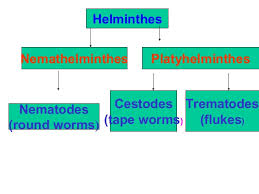 Helminthes
Nemathelminthes
Platyhelminthes
Nematodes
(round worms)
Cestodes
(tape worms)
Trematodes
(flukes)